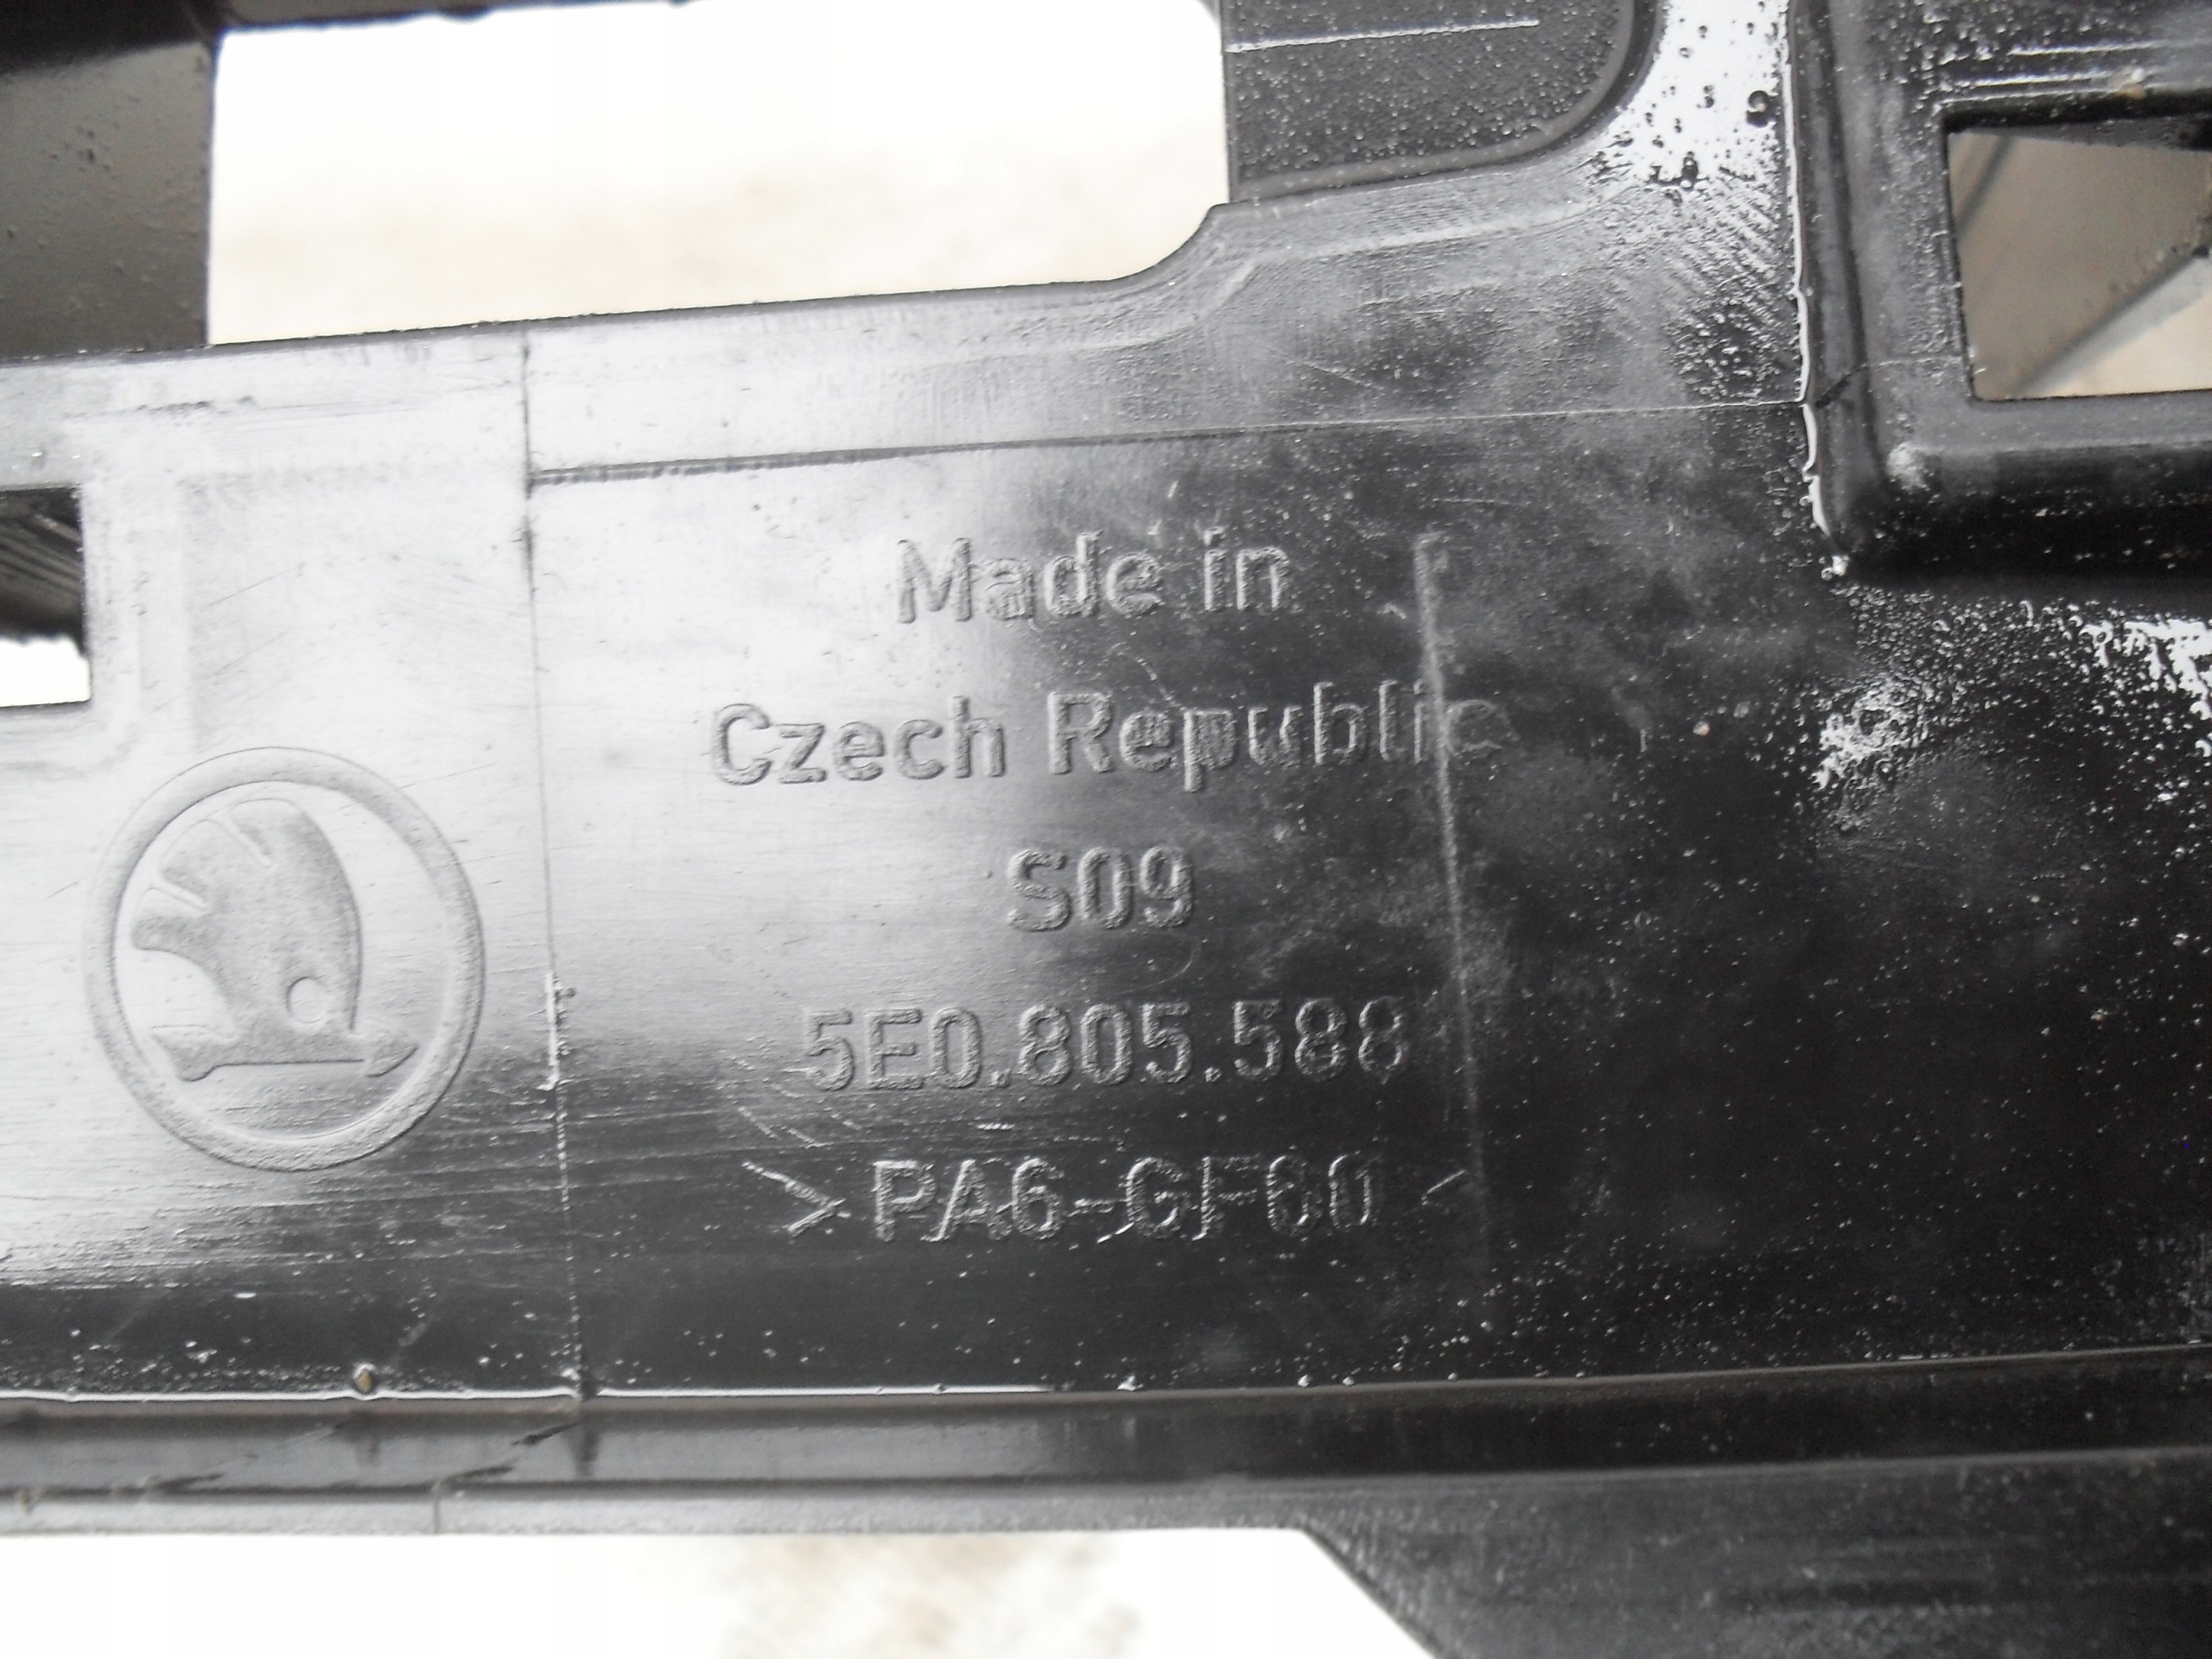 Made in
Czech Republic
S09
5E0.805.588
>PA6-GF60<